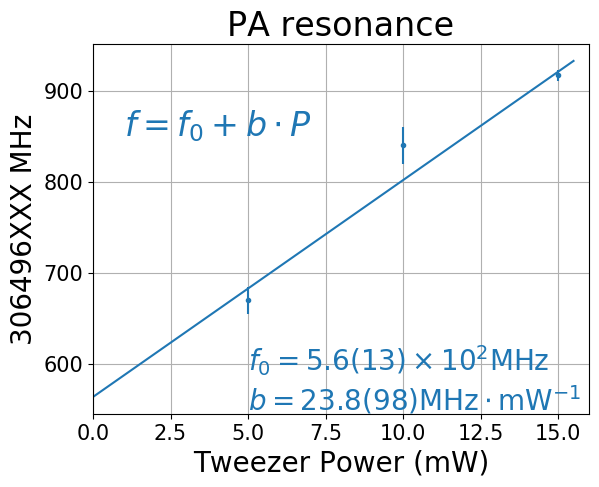 PA resonance
306496XXX MHz
900
800
700
600
f = f₀ + b · P
f₀ = 5.6(13) × 10²MHz
b = 23.8(98)MHz · mW⁻¹
0.0 2.5 5.0 7.5 10.0 12.5 15.0
Tweezer Power (mW)